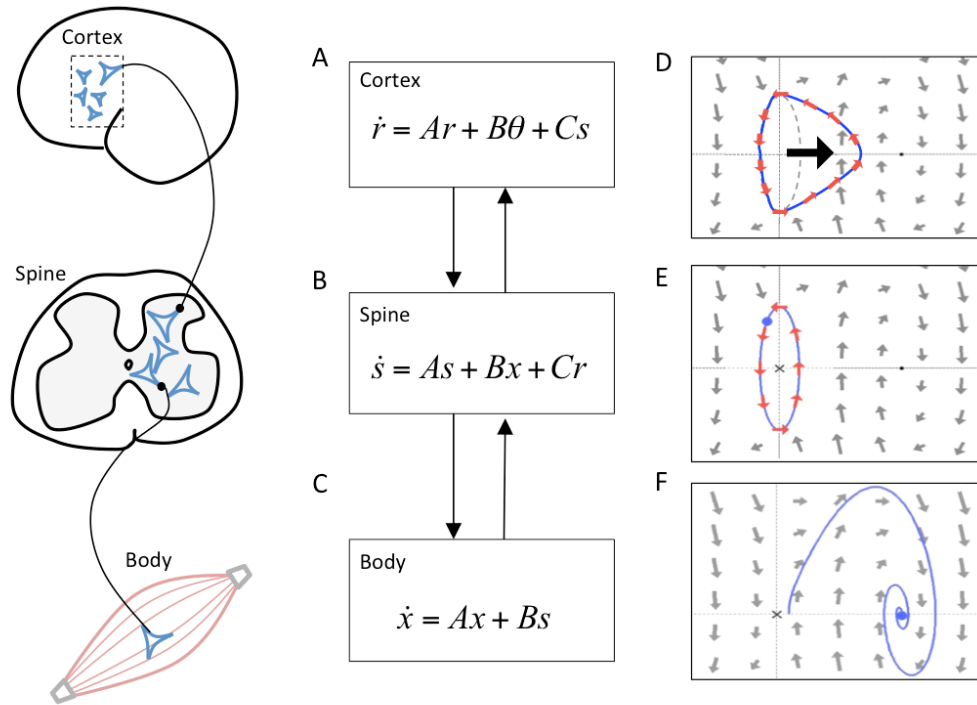 Cortex
Spine
Body
A
Cortex
ṙ = Ar + Bθ + Cs
B
Spine
ṡ = As + Bx + Cr
C
Body
ẋ = Ax + Bs
D
E
F